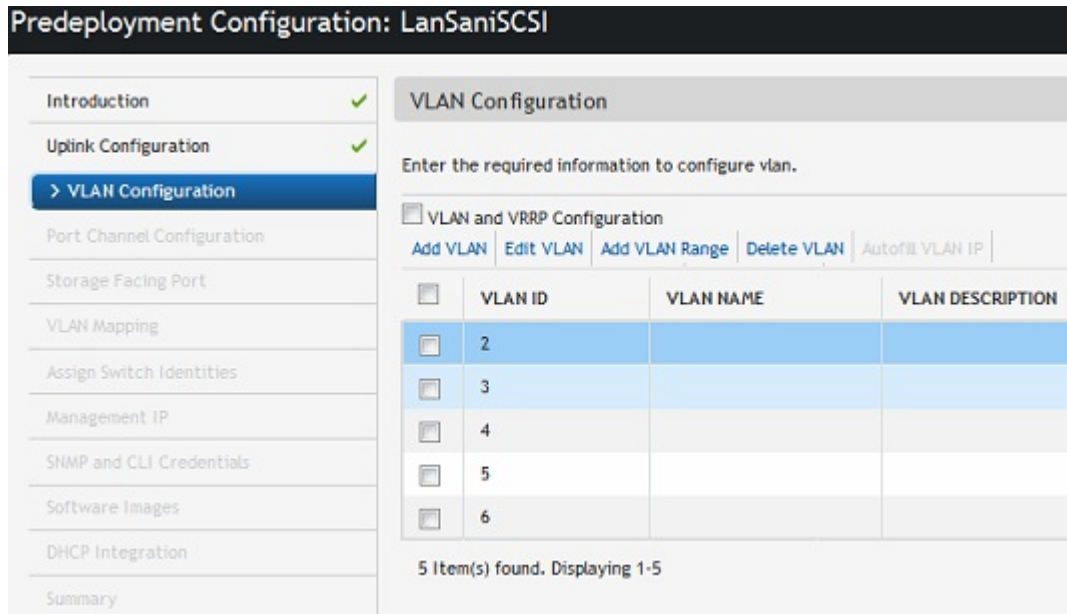 Predeployment Configuration: LanSaniSCSI
Introduction
Uplink Configuration
> VLAN Configuration
Port Channel Configuration
Storage Facing Port
VLAN Mapping
Assign Switch Identities
Management IP
SNMP and CLI Credentials
Software Images
DHCP Integration
Summary
VLAN Configuration
Enter the required information to configure vlan.
VLAN and VRRP Configuration
Add VLAN Edit VLAN Add VLAN Range Delete VLAN Autofill VLAN IP
VLAN ID VLAN NAME VLAN DESCRIPTION
2
3
4
5
6
5 Item(s) found. Displaying 1-5